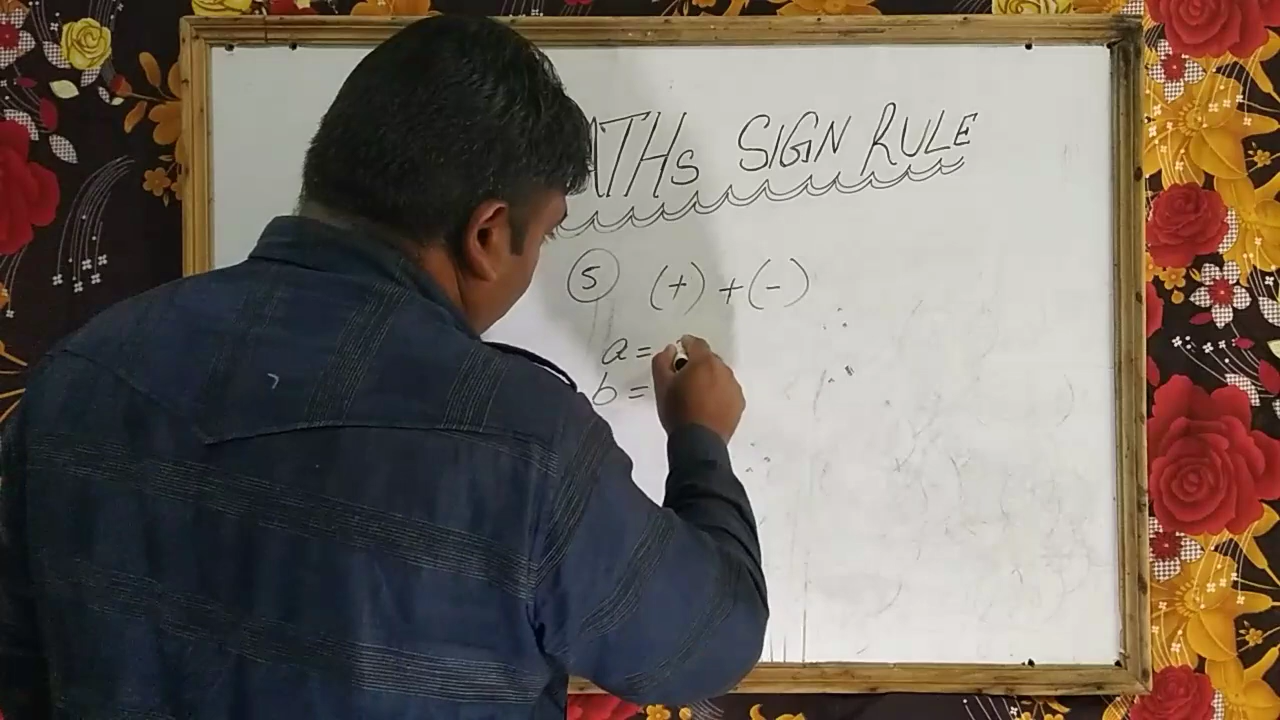 ATHs SIGN RULE
5 (+) + (-)
a =
b =